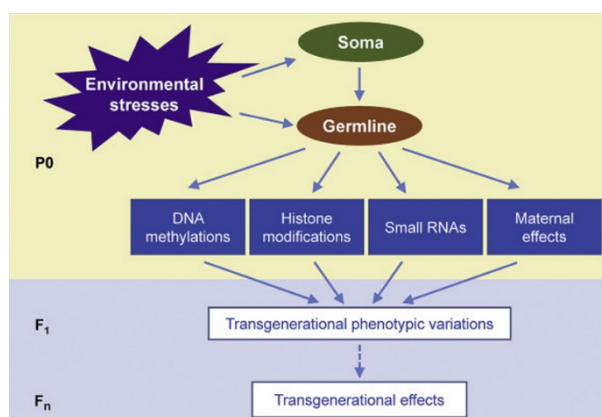 Soma
Environmental
stresses
Germline
P0
DNA
methylations
Histone
modifications
Small RNAs
Maternal
effects
F1
Transgenerational phenotypic variations
Fn
Transgenerational effects